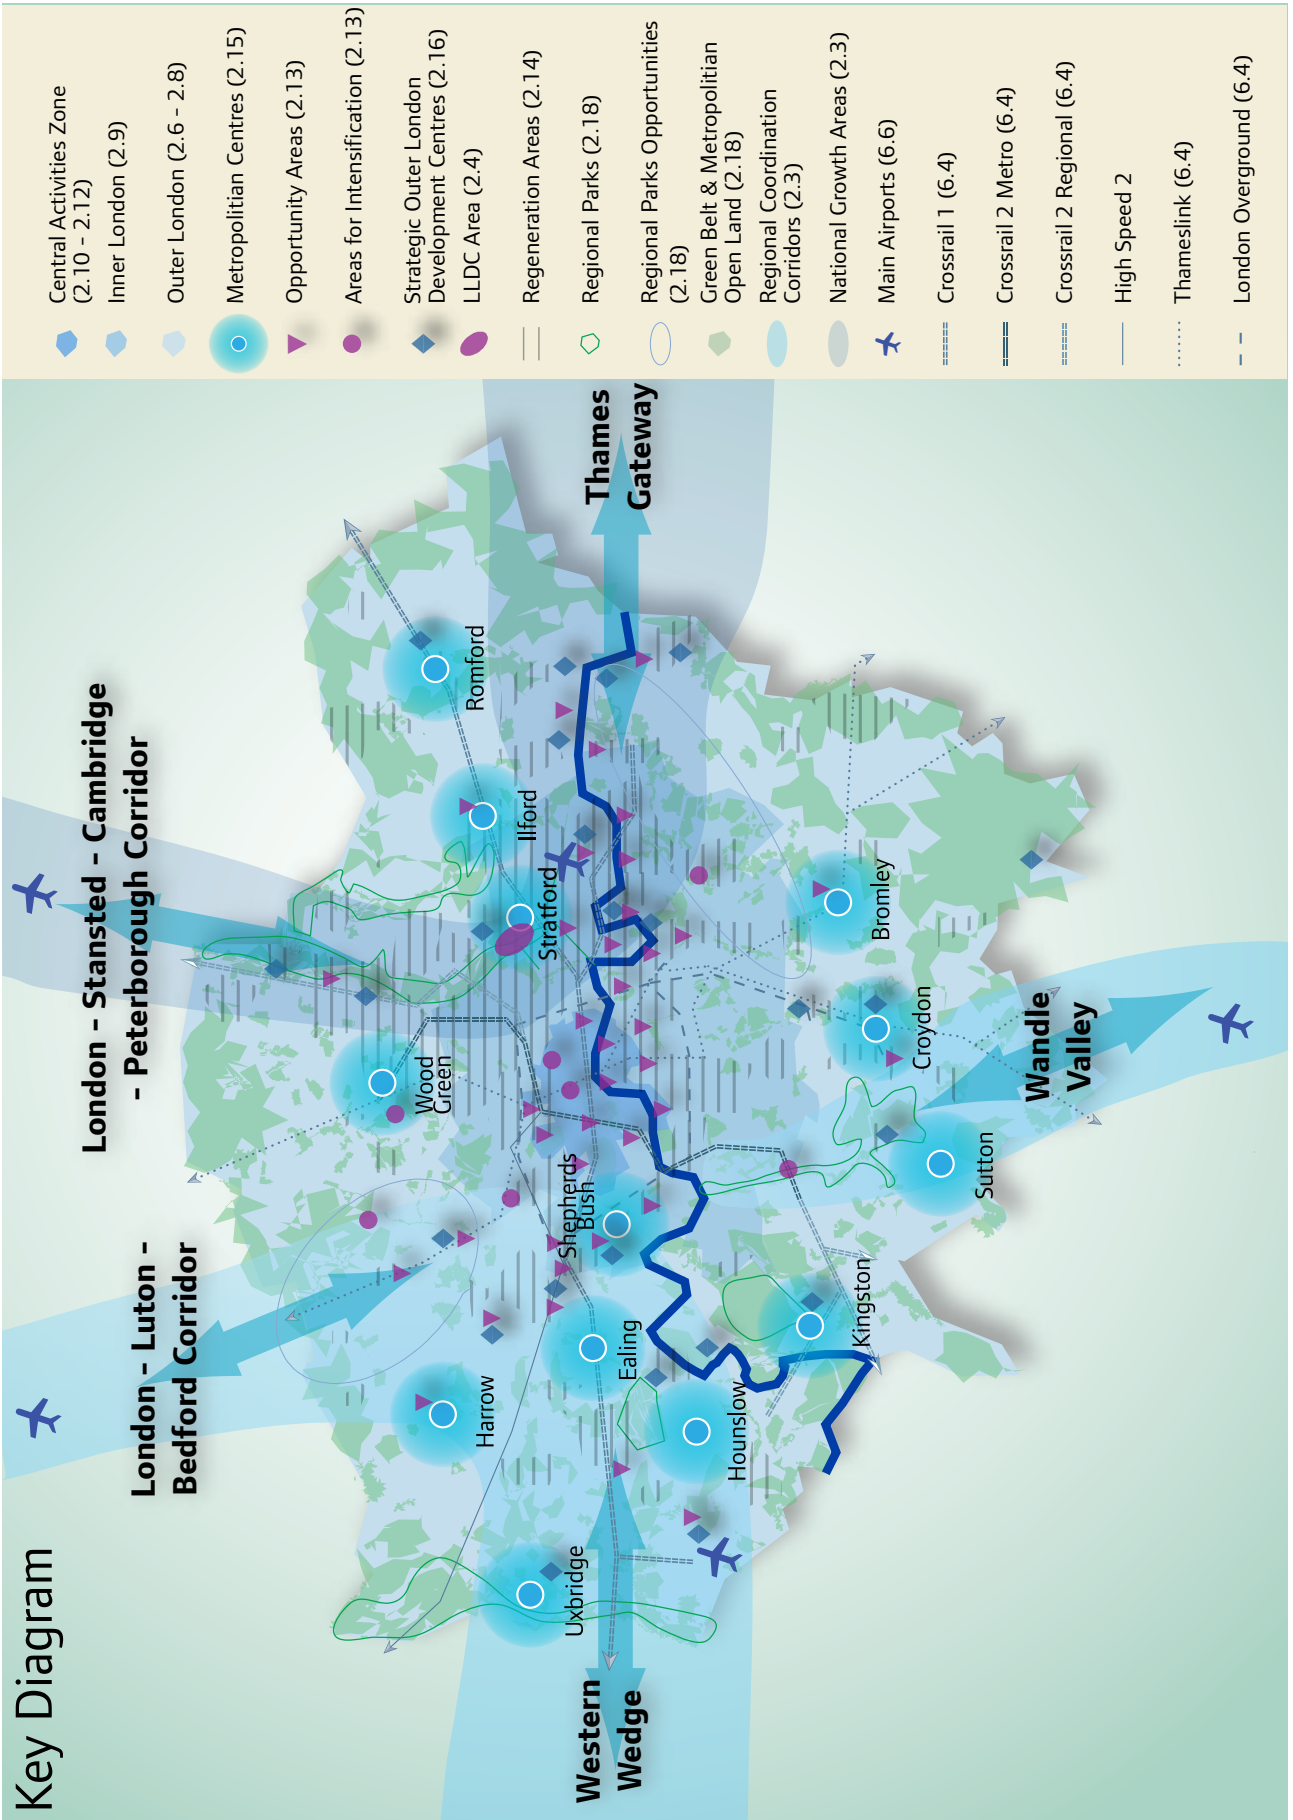 Key Diagram
London – Luton –
Bedford Corridor
London – Stansted – Cambridge
– Peterborough Corridor
Western
Wedge
Thames
Gateway
Wandle
Valley
Uxbridge
Harrow
Ealing
Hounslow
Shepherds
Bush
Kingston
Wood
Green
Sutton
Croydon
Stratford
Bromley
Ilford
Romford
Central Activities Zone
(2.10 – 2.12)
Inner London (2.9)
Outer London (2.6 – 2.8)
Metropolitan Centres (2.15)
Opportunity Areas (2.13)
Areas for Intensification (2.13)
Strategic Outer London
Development Centres (2.16)
LLDC Area (2.4)
Regeneration Areas (2.14)
Regional Parks (2.18)
Regional Parks Opportunities
(2.18)
Green Belt & Metropolitan
Open Land (2.18)
Regional Coordination
Corridors (2.3)
National Growth Areas (2.3)
Main Airports (6.6)
Crossrail 1 (6.4)
Crossrail 2 Metro (6.4)
Crossrail 2 Regional (6.4)
High Speed 2
Thameslink (6.4)
London Overground (6.4)